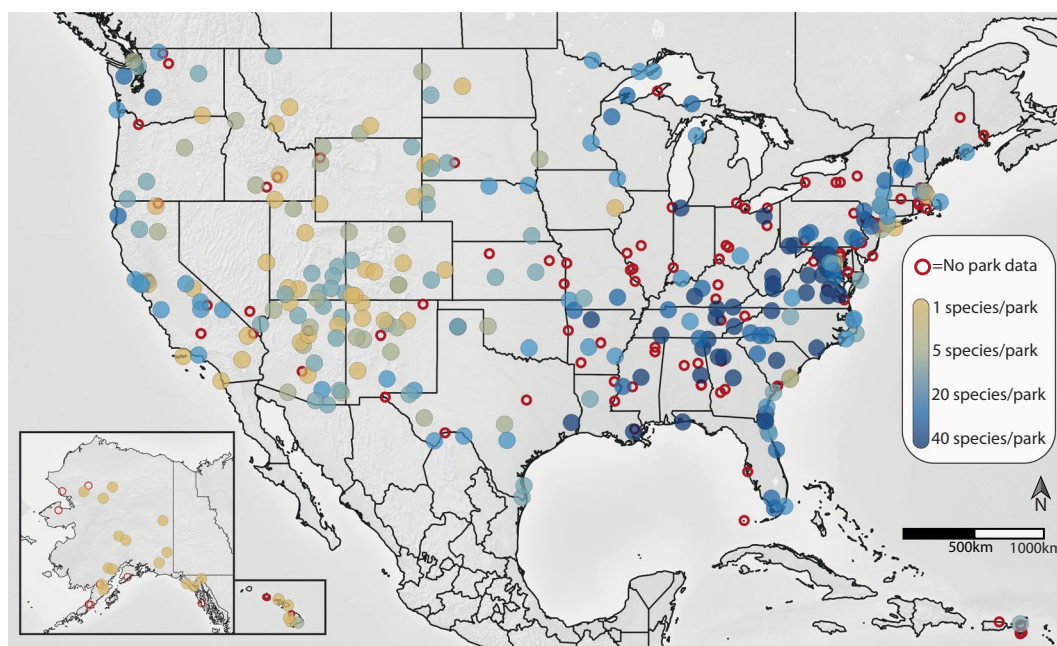 =No park data
1 species/park
5 species/park
20 species/park
40 species/park
N
500km
1000km